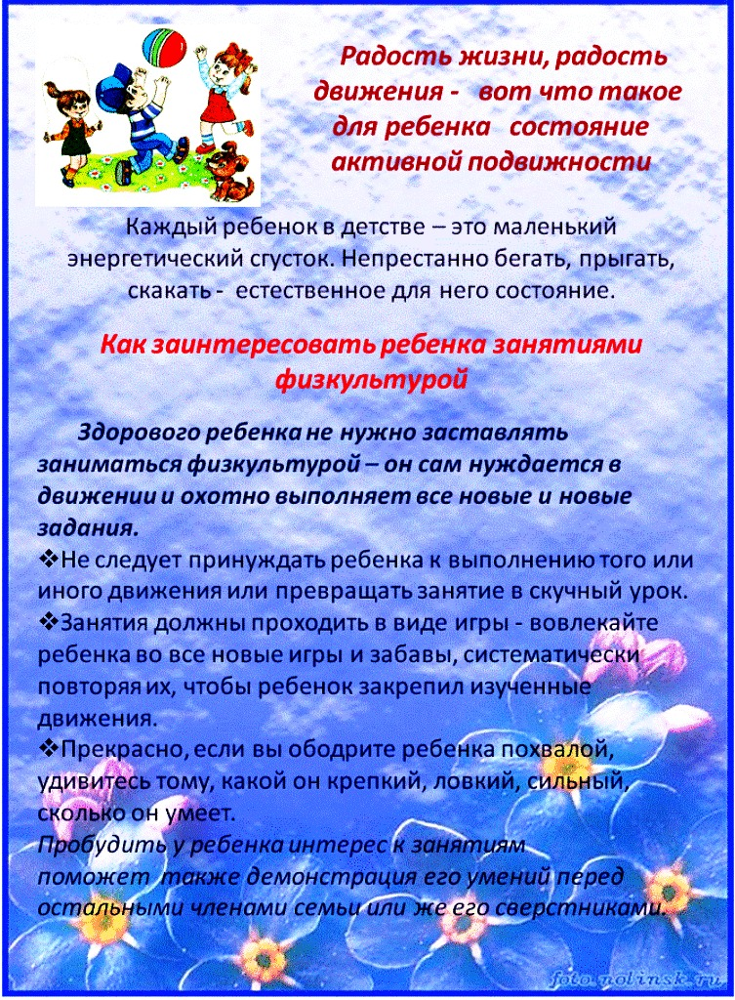 Радость жизни, радость
движения - вот что такое
для ребенка состояние
активной подвижности
Каждый ребенок в детстве – это маленький
энергетический сгусток. Непрестанно бегать, прыгать,
скакать - естественное для него состояние.
Как заинтересовать ребенка занятиями
физкультурой
Здорового ребенка не нужно заставлять
заниматься физкультурой – он сам нуждается в
движении и охотно выполняет все новые и новые
задания.
❖Не следует принуждать ребенка к выполнению того или
иного движения или превращать занятие в скучный урок.
❖Занятия должны проходить в виде игры - вовлекайте
ребенка во все новые игры и забавы, систематически
повторяя их, чтобы ребенок закрепил изученные
движения.
❖Прекрасно, если вы ободрите ребенка похвалой,
удивитесь тому, какой он крепкий, ловкий, сильный,
сколько он умеет.
Пробудить у ребенка интерес к занятиям
поможет также демонстрация его умений перед
остальными членами семьи или же его сверстниками.
foto.nolinsk.ru